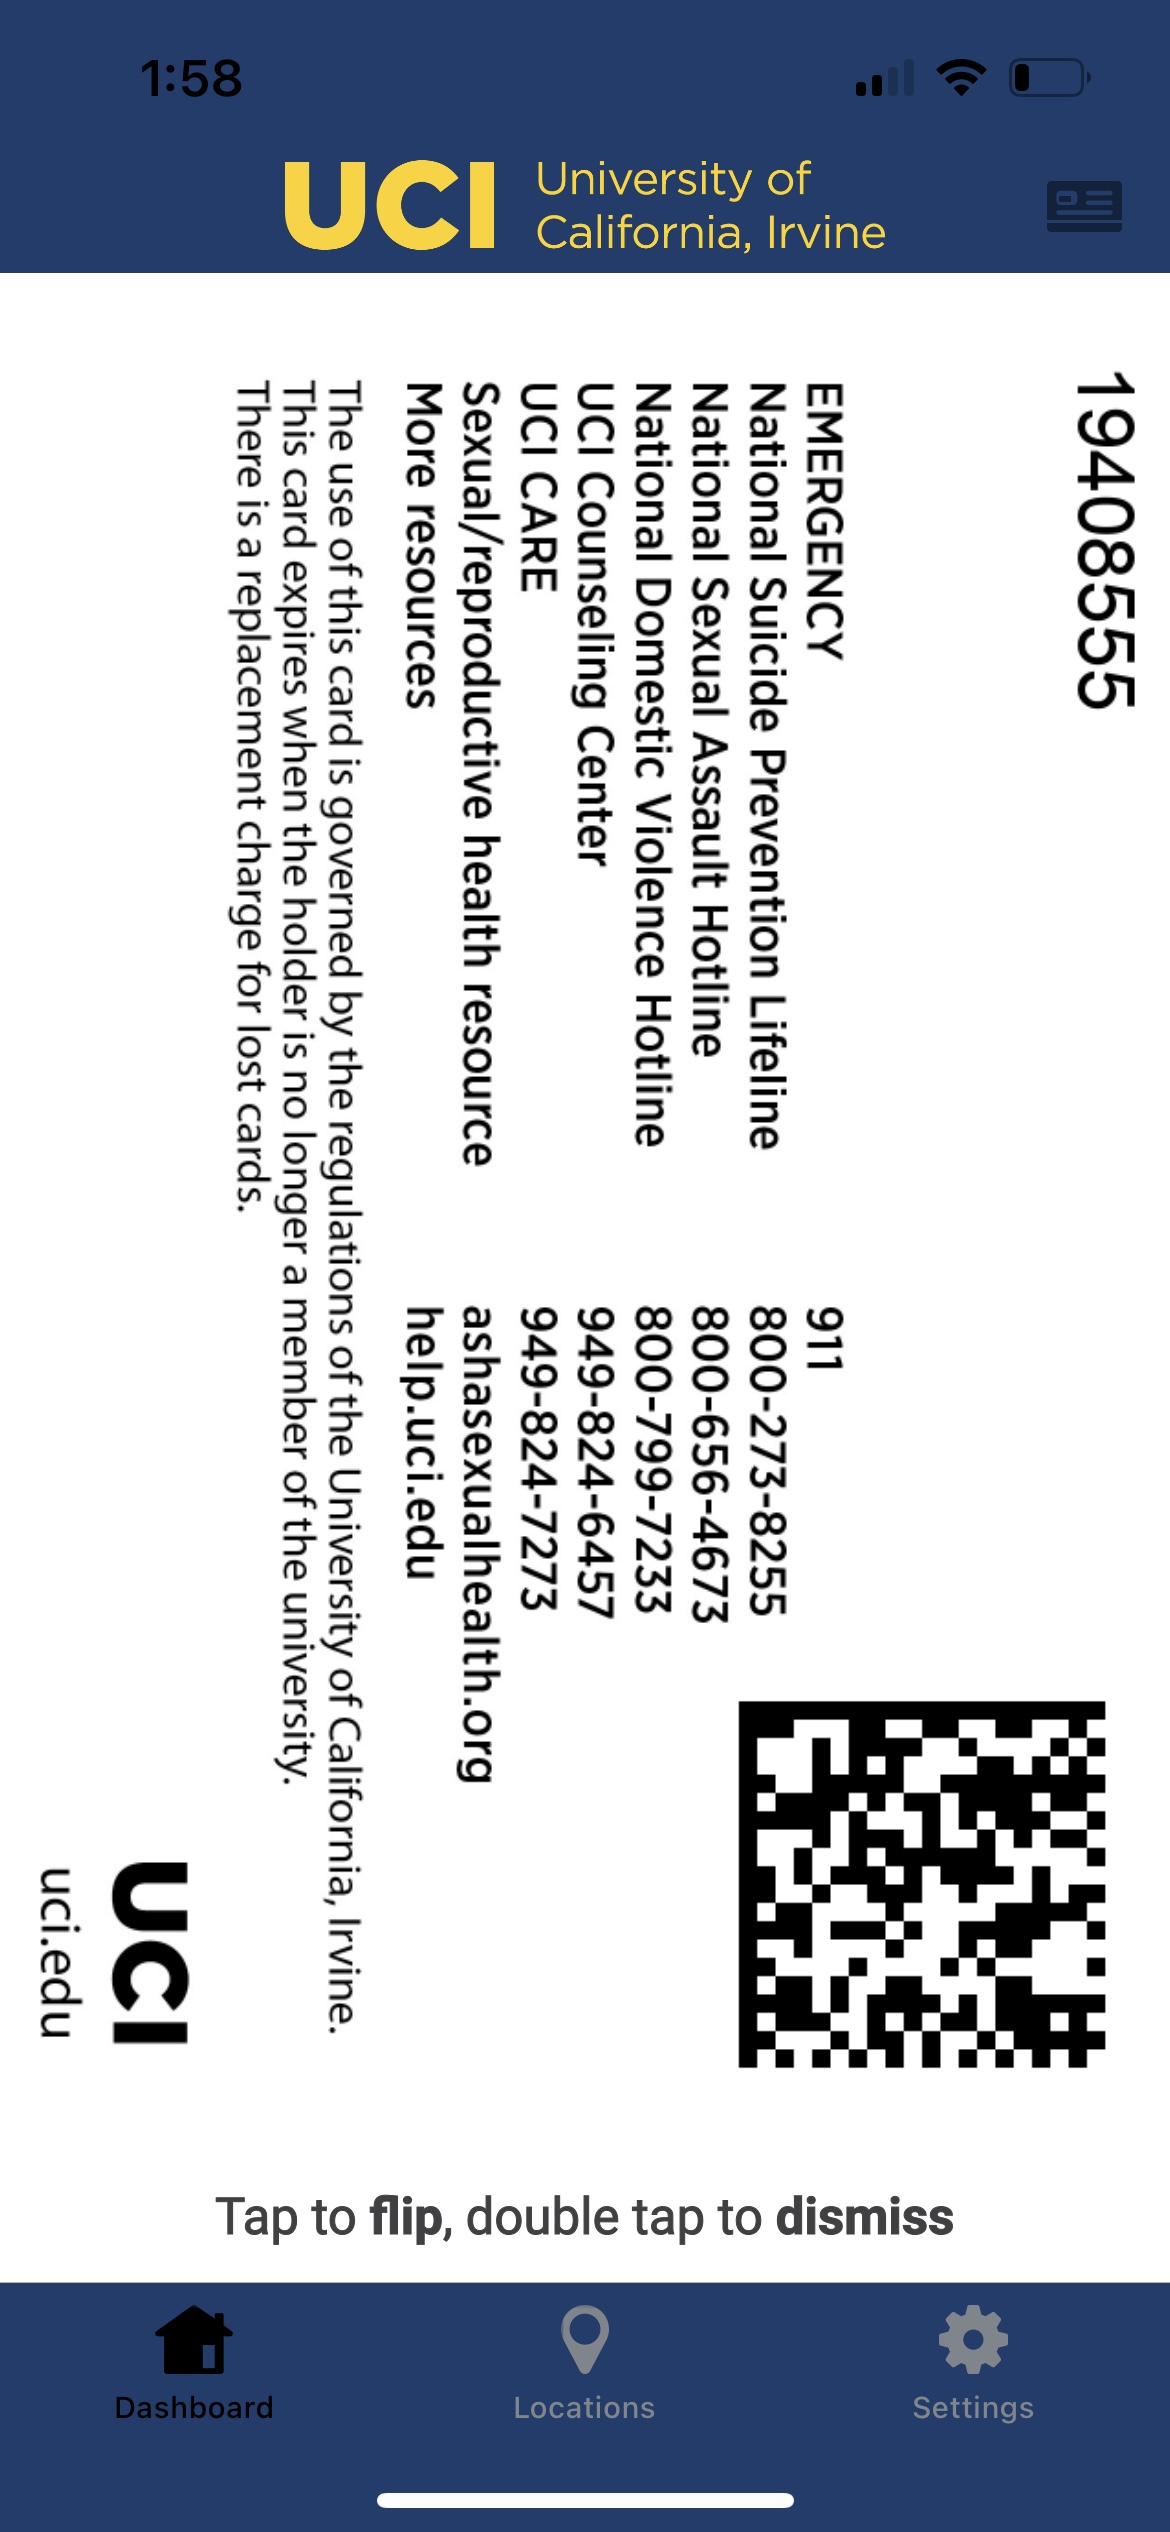 1:58
UCI University of
California, Irvine
19408555
EMERGENCY 911
National Suicide Prevention Lifeline 800-273-8255
National Sexual Assault Hotline 800-656-4673
National Domestic Violence Hotline 800-799-7233
UCI Counseling Center 949-824-6457
UCI CARE 949-824-7273
Sexual/reproductive health resource ashasexualhealth.org
More resources help.uci.edu
The use of this card is governed by the regulations of the University of California, Irvine.
This card expires when the holder is no longer a member of the university.
There is a replacement charge for lost cards.
UCI
uci.edu
Tap to flip, double tap to dismiss
Dashboard Locations Settings